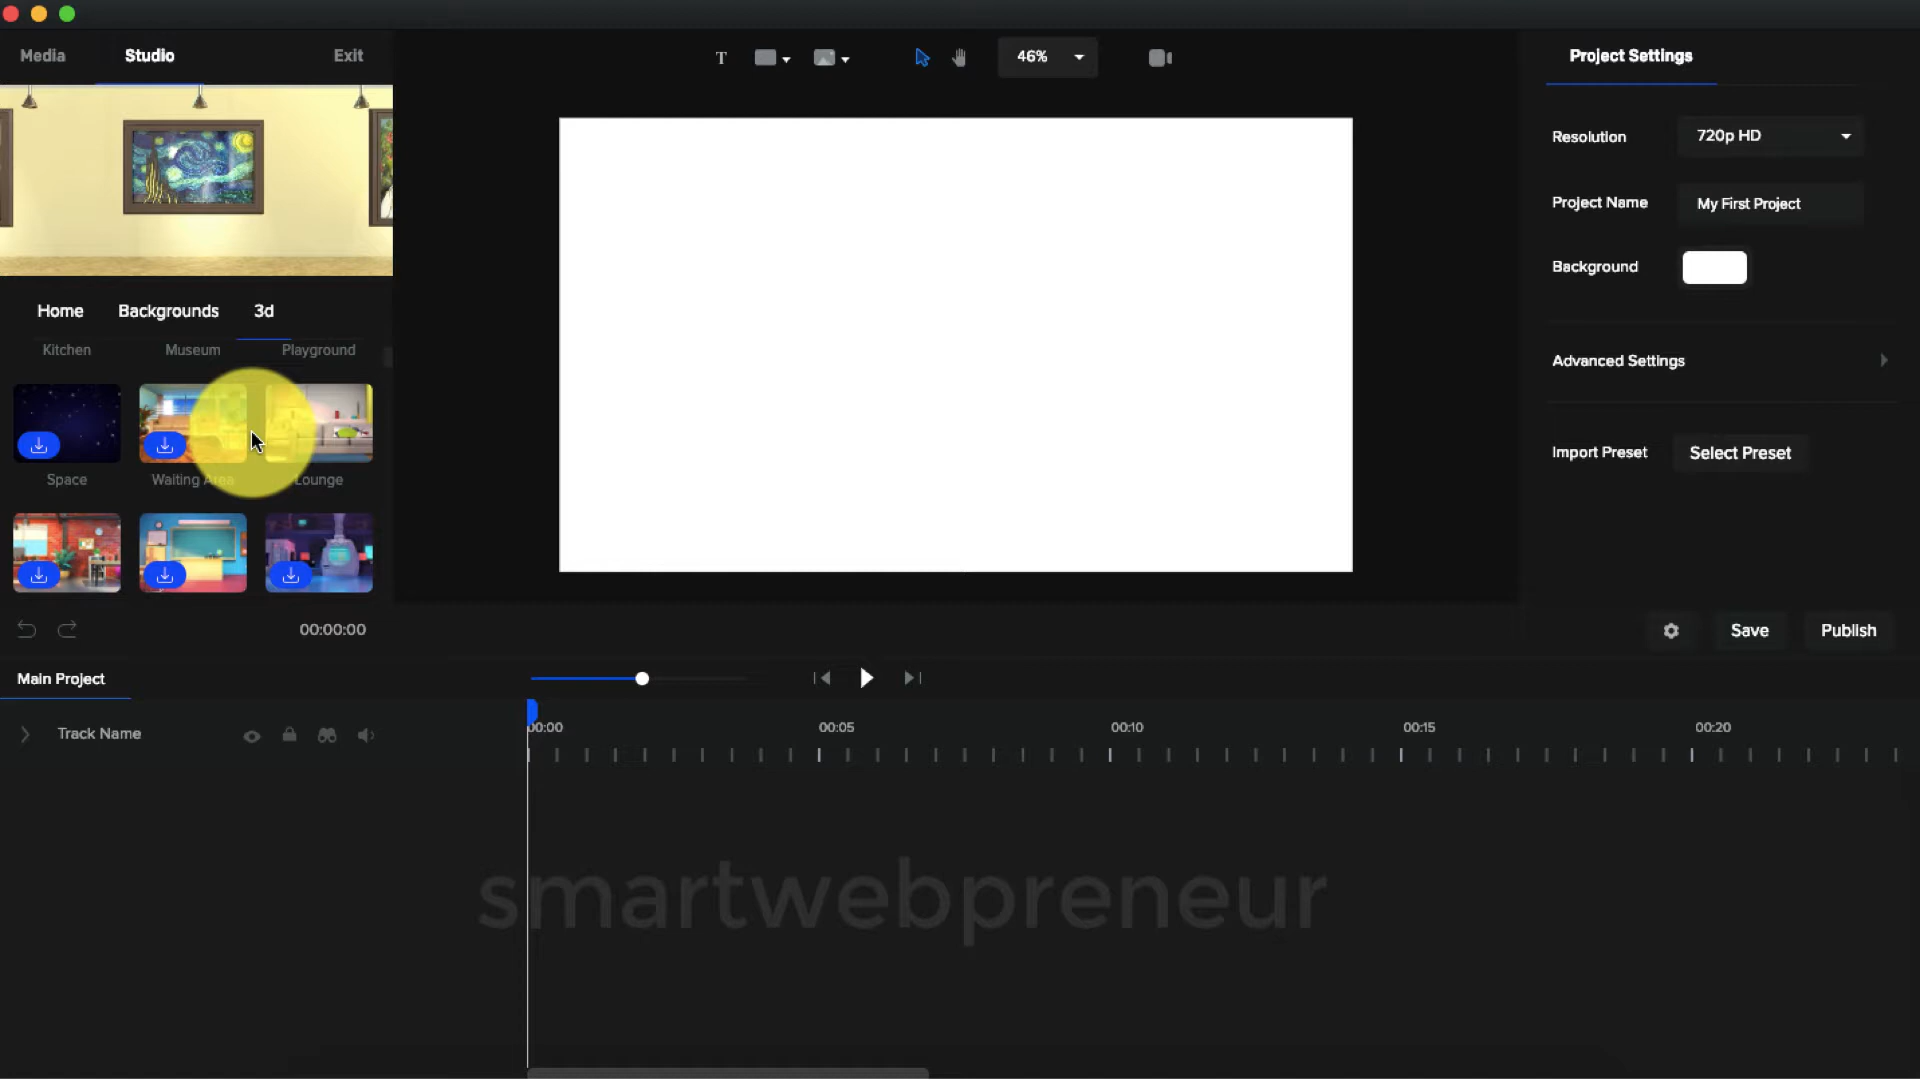 Media Studio Exit
T 46%
Project Settings
Resolution 720p HD
Project Name My First Project
Background
Home Backgrounds 3d
Kitchen Museum Playground
Advanced Settings
Import Preset Select Preset
Space Waiting Area Lounge
00:00:00
Save Publish
Main Project
Track Name
00:00 00:05 00:10 00:15 00:20
smartwebpreneur